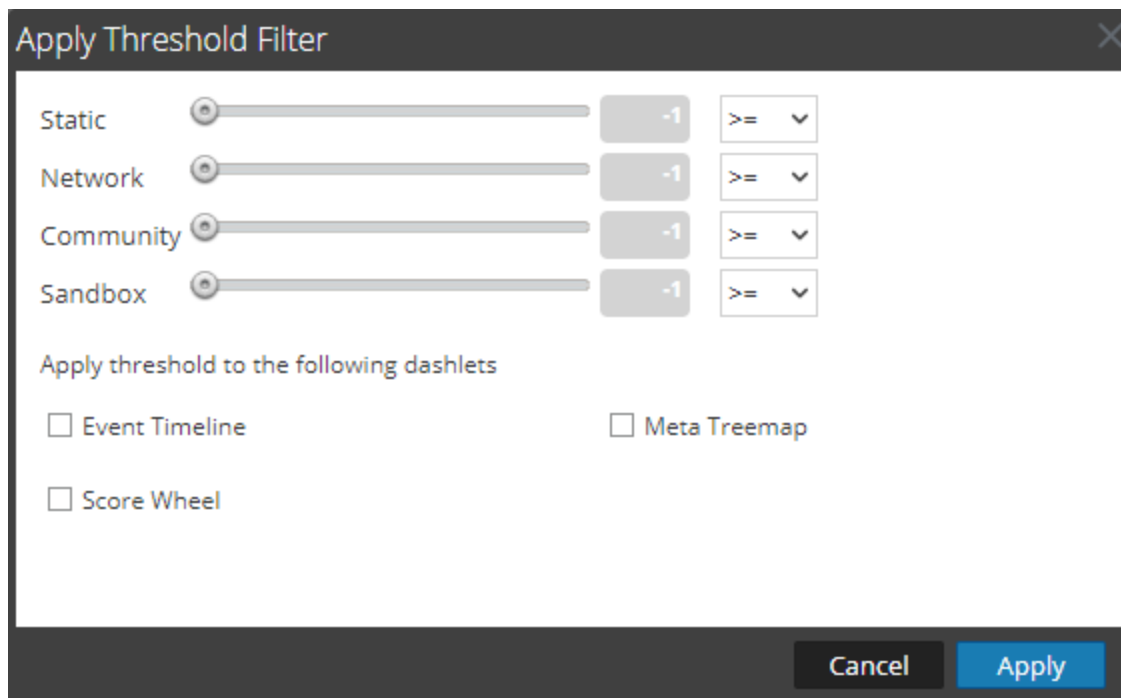 Apply Threshold Filter
Static -1 >=
Network -1 >=
Community -1 >=
Sandbox -1 >=
Apply threshold to the following dashlets
Event Timeline Meta Treemap
Score Wheel
Cancel Apply